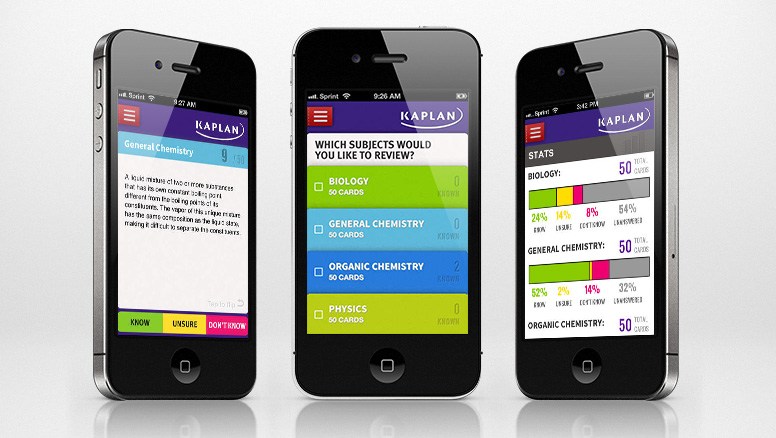 Sprint
9:27 AM
KAPLAN
General Chemistry
9
A liquid mixture of two or more substances
that has its own constant boiling point
different from the boiling points of its
constituents. The vapor of this unique mixture
has the same composition as the liquid state,
making it difficult to separate the constituents.
Tap to flip
KNOW
UNSURE
DON'T KNOW
Sprint
9:26 AM
KAPLAN
WHICH SUBJECTS WOULD
YOU LIKE TO REVIEW?
BIOLOGY
50 CARDS
0
KNOWN
GENERAL CHEMISTRY
50 CARDS
0
KNOWN
ORGANIC CHEMISTRY
50 CARDS
2
KNOWN
PHYSICS
50 CARDS
0
KNOWN
Sprint
3:42 PM
KAPLAN
STATS
BIOLOGY:
50 TOTAL CARDS
24% 14% 8% 54%
KNOW UNSURE DON'T KNOW UNANSWERED
GENERAL CHEMISTRY:
50 TOTAL CARDS
52% 2% 14% 32%
KNOW UNSURE DON'T KNOW UNANSWERED
ORGANIC CHEMISTRY:
50 TOTAL CARDS